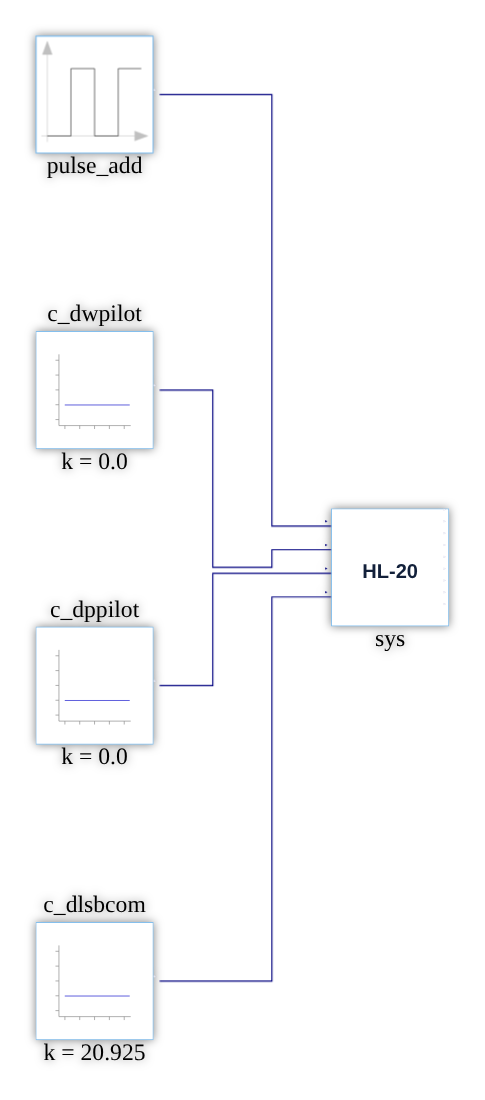 pulse_add
c_dwpilot
k = 0.0
c_dppilot
k = 0.0
HL-20
sys
c_dlsbcom
k = 20.925